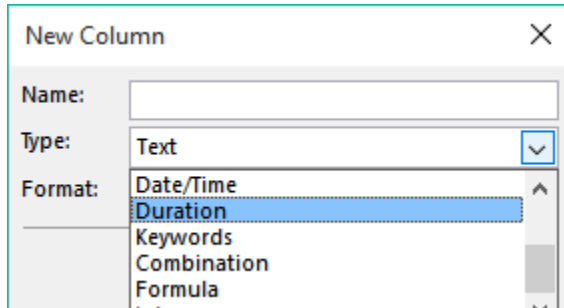 New Column
Name:
Type: Text
Format: Date/Time
Duration
Keywords
Combination
Formula